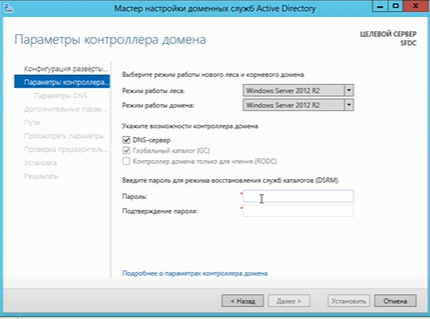 Мастер настройки доменных служб Active Directory
Параметры контроллера домена
ЦЕЛЕВОЙ СЕРВЕР
SFDC
Конфигурация разверты...
Параметры контроллера...
Параметры DNS
Дополнительные парам...
Пути
Просмотреть параметры
Проверка предваритель...
Установка
Результаты
Выберите режим работы нового леса и корневого домена
Режим работы леса:
Windows Server 2012 R2
Режим работы домена:
Windows Server 2012 R2
Укажите возможности контроллера домена
DNS-сервер
Глобальный каталог (GC)
Контроллер домена только для чтения (RODC)
Введите пароль для режима восстановления служб каталогов (DSRM)
Пароль:
Подтверждение пароля:
Подробнее о параметрах контроллера домена
< Назад
Далее >
Установить
Отмена